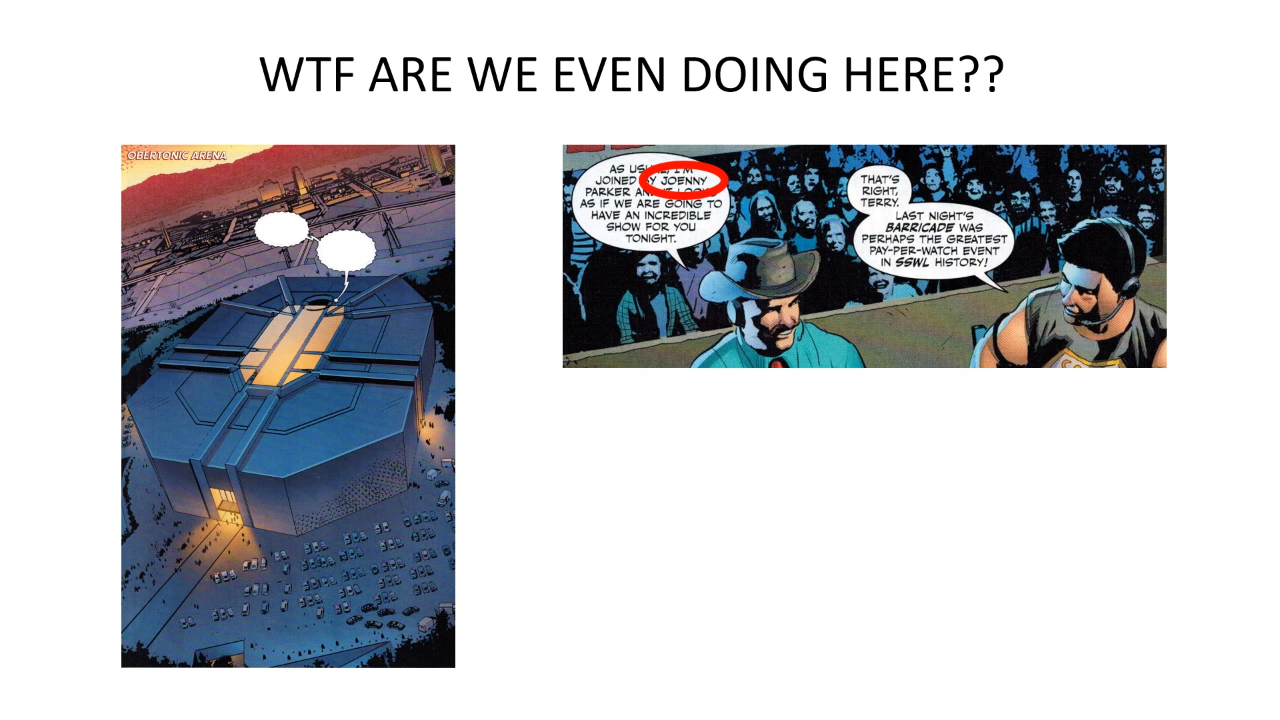 WTF ARE WE EVEN DOING HERE??
OBERTONIC ARENA
AS I'M
JOINED BY JOENNY
PARKER
AS IF WE ARE GOING TO
HAVE AN INCREDIBLE
SHOW FOR YOU
TONIGHT.
THAT'S
RIGHT,
TERRY.
LAST NIGHT'S
BARRICADE WAS
PERHAPS THE GREATEST
PAY-PER-WATCH EVENT
IN SSWL HISTORY!